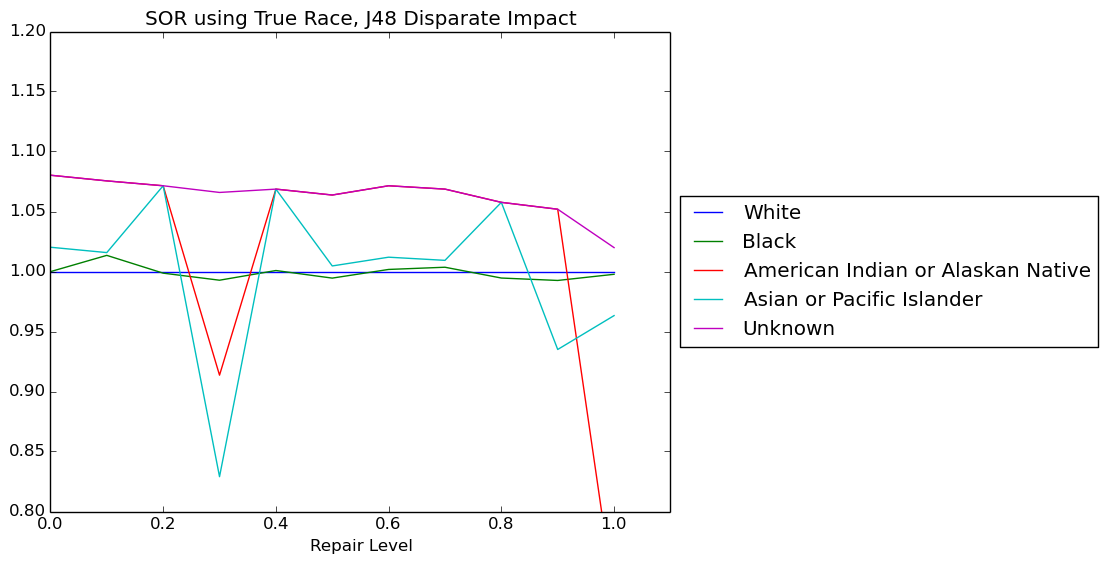 SOR using True Race, J48 Disparate Impact
1.20
1.15
1.10
1.05
1.00
0.95
0.90
0.85
0.80
0.0 0.2 0.4 0.6 0.8 1.0
Repair Level
White
Black
American Indian or Alaskan Native
Asian or Pacific Islander
Unknown